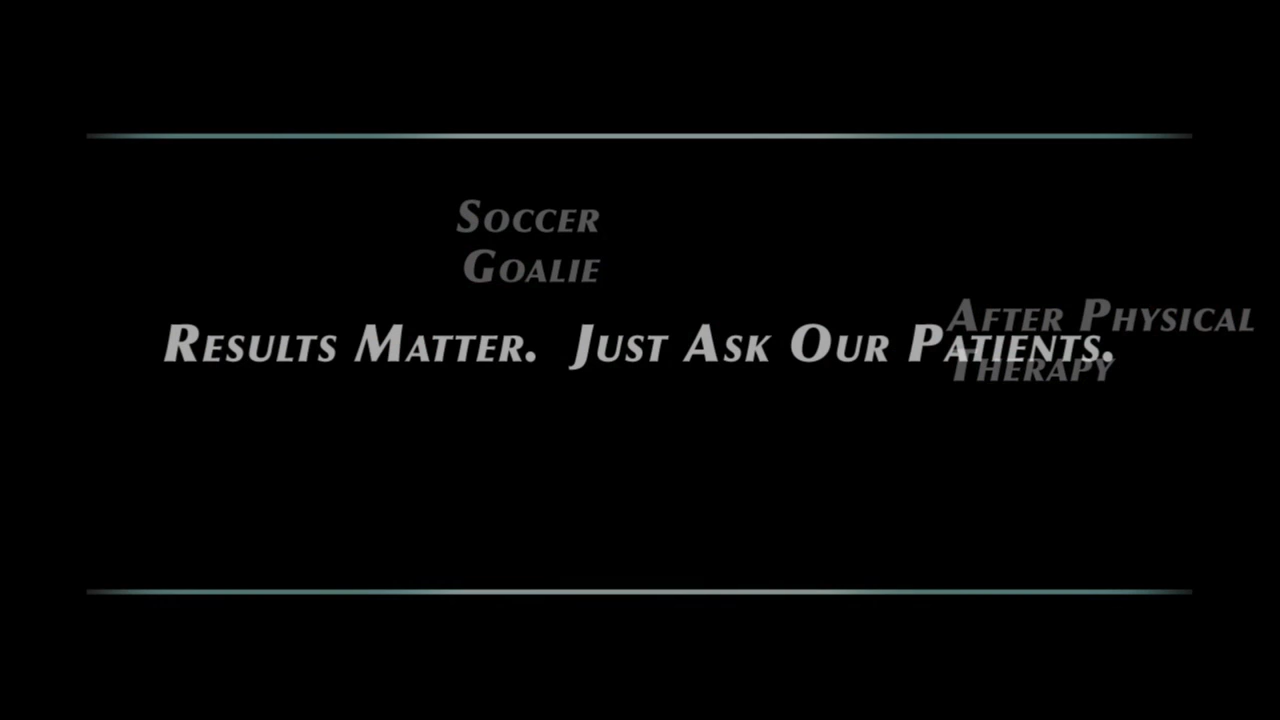 Soccer
Goalie
Results Matter. Just Ask Our Patients.
After Physical
Therapy